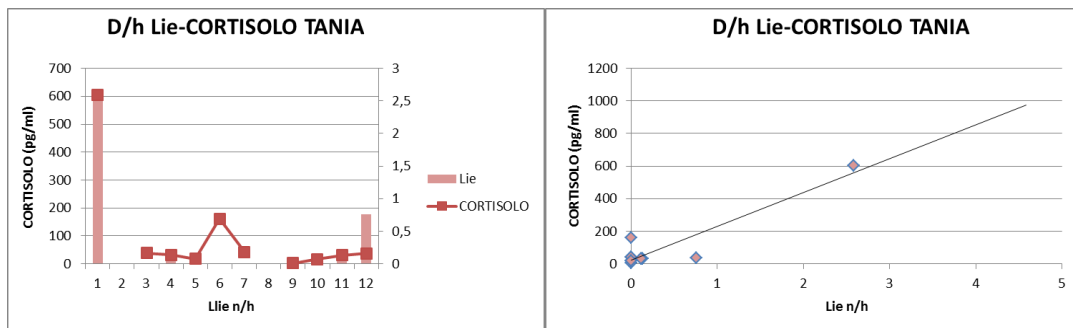 D/h Lie-CORTISOLO TANIA
CORTISOLO (pg/ml)
700
600
500
400
300
200
100
0
3
2,5
2
1,5
1
0,5
0
1 2 3 4 5 6 7 8 9 10 11 12
Llie n/h
Lie
CORTISOLO
D/h Lie-CORTISOLO TANIA
CORTISOLO (pg/ml)
1200
1000
800
600
400
200
0
0 1 2 3 4 5
Lie n/h